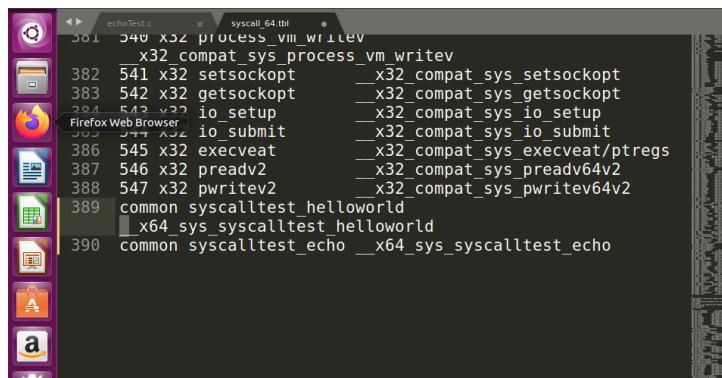 echoTest.c x syscall_64.tbl
381 540 x32 process_vm_writev
__x32_compat_sys_process_vm_writev
382 541 x32 setsockopt __x32_compat_sys_setsockopt
383 542 x32 getsockopt __x32_compat_sys_getsockopt
384 543 x32 io_setup __x32_compat_sys_io_setup
Firefox Web Browser
385 544 x32 io_submit __x32_compat_sys_io_submit
386 545 x32 execveat __x32_compat_sys_execveat/ptregs
387 546 x32 preadv2 __x32_compat_sys_preadv64v2
388 547 x32 pwritev2 __x32_compat_sys_pwritev64v2
389 common syscalltest_helloworld
__x64_sys_syscalltest_helloworld
390 common syscalltest_echo __x64_sys_syscalltest_echo
a